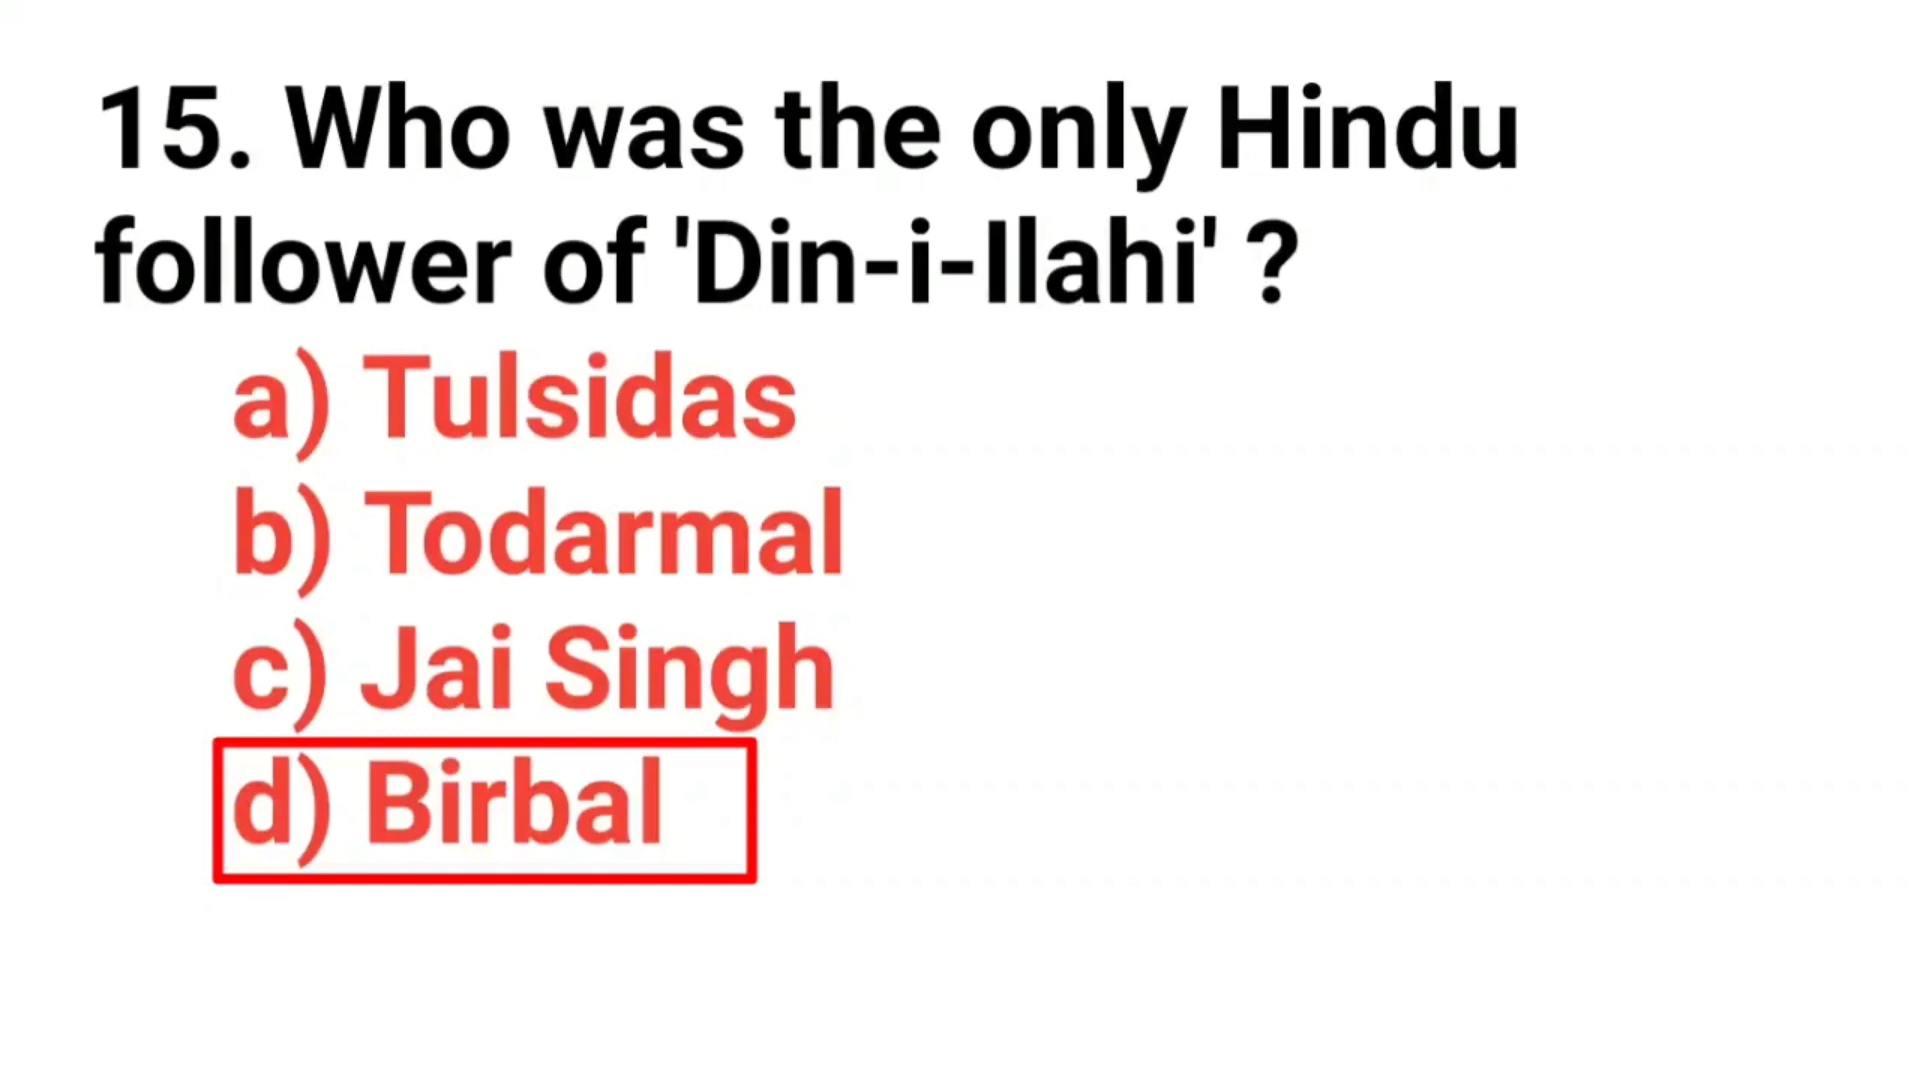 15. Who was the only Hindu
follower of 'Din-i-Ilahi' ?
a) Tulsidas
b) Todarmal
c) Jai Singh
d) Birbal